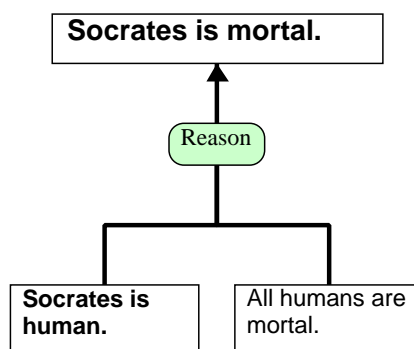 Socrates is mortal.
Reason
Socrates is
human.
All humans are
mortal.